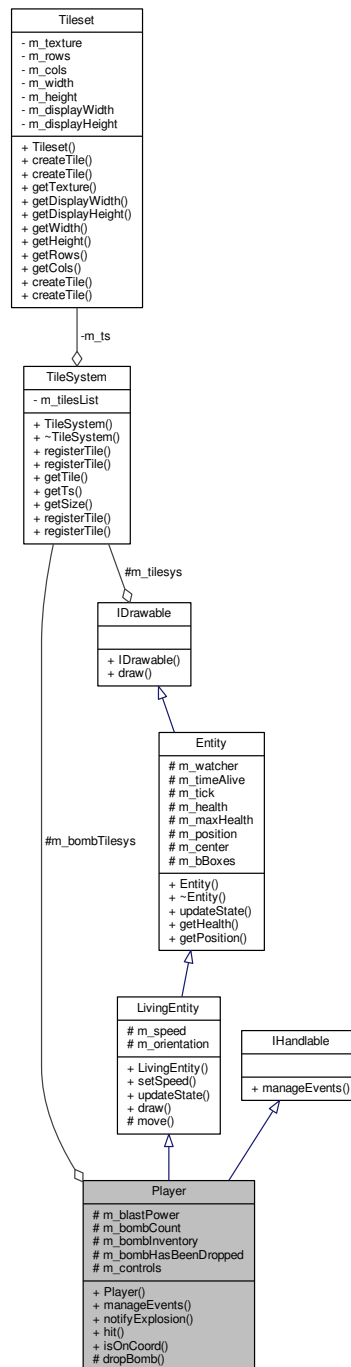 Tileset
- m_texture
- m_rows
- m_cols
- m_width
- m_height
- m_displayWidth
- m_displayHeight
+ Tileset()
+ createTile()
+ createTile()
+ getTexture()
+ getDisplayWidth()
+ getDisplayHeight()
+ getWidth()
+ getHeight()
+ getRows()
+ getCols()
+ createTile()
+ createTile()
-m_ts
TileSystem
- m_tilesList
+ TileSystem()
+ ~TileSystem()
+ registerTile()
+ registerTile()
+ getTile()
+ getTs()
+ getSize()
+ registerTile()
+ registerTile()
#m_tilesys
IDrawable
+ IDrawable()
+ draw()
#m_bombTilesys
Entity
# m_watcher
# m_timeAlive
# m_tick
# m_health
# m_maxHealth
# m_position
# m_center
# m_bBoxes
+ Entity()
+ ~Entity()
+ updateState()
+ getHealth()
+ getPosition()
LivingEntity
# m_speed
# m_orientation
+ LivingEntity()
+ setSpeed()
+ updateState()
+ draw()
# move()
IHandlable
+ manageEvents()
Player
# m_blastPower
# m_bombCount
# m_bombInventory
# m_bombHasBeenDropped
# m_controls
+ Player()
+ manageEvents()
+ notifyExplosion()
+ hit()
+ isOnCoord()
# dropBomb()